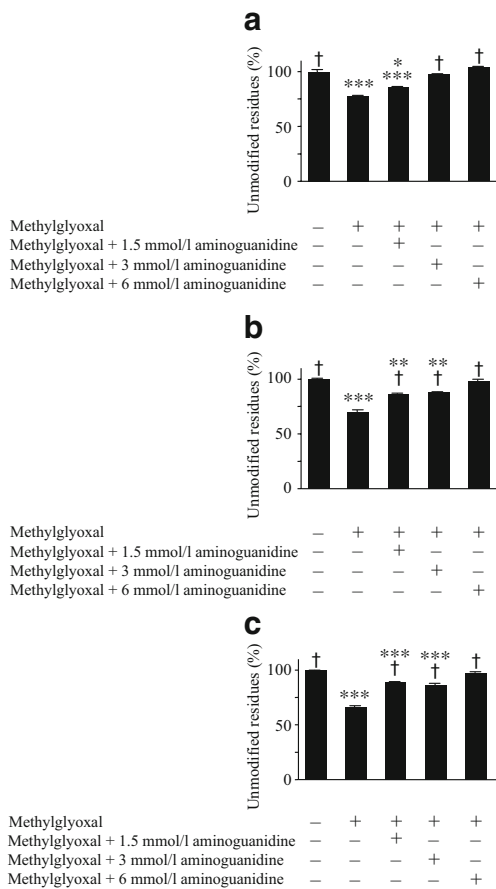 a
Unmodified residues (%)
100
75
50
0
†
***
*
***
†
†
Methylglyoxal – + + + +
Methylglyoxal + 1.5 mmol/l aminoguanidine – – + – –
Methylglyoxal + 3 mmol/l aminoguanidine – – – + –
Methylglyoxal + 6 mmol/l aminoguanidine – – – – +
b
Unmodified residues (%)
100
75
50
0
†
***
**
†
**
†
†
Methylglyoxal – + + + +
Methylglyoxal + 1.5 mmol/l aminoguanidine – – + – –
Methylglyoxal + 3 mmol/l aminoguanidine – – – + –
Methylglyoxal + 6 mmol/l aminoguanidine – – – – +
c
Unmodified residues (%)
100
75
50
0
†
***
***
†
***
†
†
Methylglyoxal – + + + +
Methylglyoxal + 1.5 mmol/l aminoguanidine – – + – –
Methylglyoxal + 3 mmol/l aminoguanidine – – – + –
Methylglyoxal + 6 mmol/l aminoguanidine – – – – +